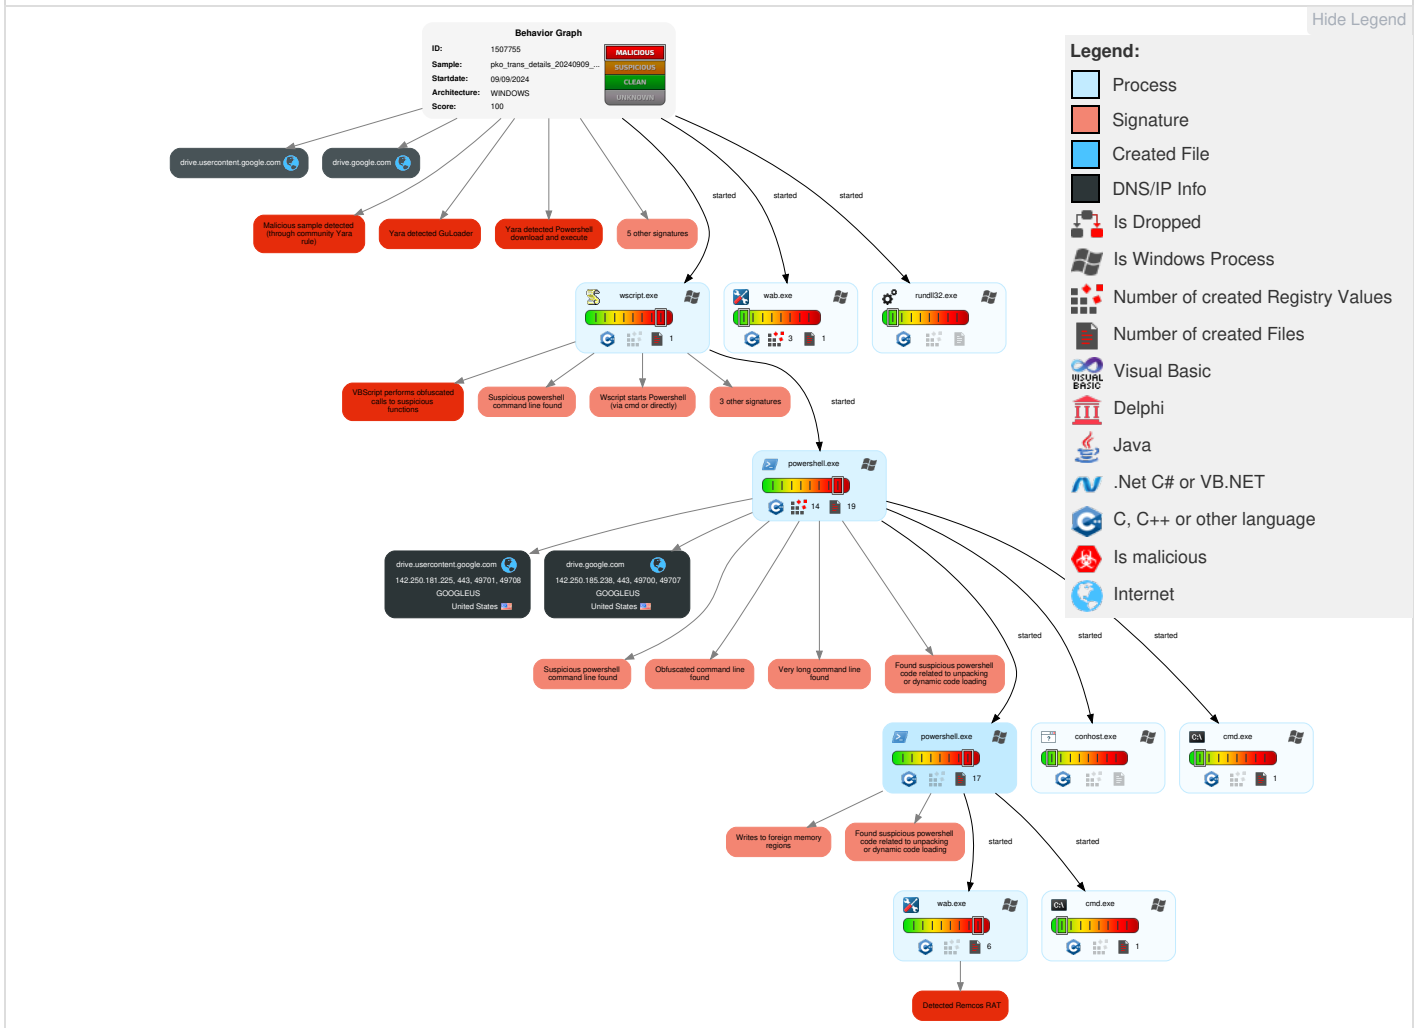 Hide Legend
Behavior Graph
ID: 1507755
Sample: pko_trans_details_20240909_...
Startdate: 09/09/2024
Architecture: WINDOWS
Score: 100
MALICIOUS
SUSPICIOUS
CLEAN
UNKNOWN
Legend:
Process
Signature
Created File
DNS/IP Info
Is Dropped
Is Windows Process
Number of created Registry Values
Number of created Files
VISUAL
BASIC
Visual Basic
Delphi
Java
.Net C# or VB.NET
C, C++ or other language
Is malicious
Internet
drive.usercontent.google.com
drive.google.com
started
started
started
Malicious sample detected
(through community Yara
rule)
Yara detected GuLoader
Yara detected Powershell
download and execute
5 other signatures
wscript.exe
1
wab.exe
3
1
rundll32.exe
VBScript performs obfuscated
calls to suspicious
functions
Suspicious powershell
command line found
Wscript starts Powershell
(via cmd or directly)
3 other signatures
started
powershell.exe
14
19
drive.usercontent.google.com
142.250.181.225, 443, 49701, 49708
GOOGLEUS
United States
drive.google.com
142.250.185.238, 443, 49700, 49707
GOOGLEUS
United States
started
started
started
Suspicious powershell
command line found
Obfuscated command line
found
Very long command line
found
Found suspicious powershell
code related to unpacking
or dynamic code loading
powershell.exe
17
conhost.exe
C:\
cmd.exe
1
Writes to foreign memory
regions
Found suspicious powershell
code related to unpacking
or dynamic code loading
started
started
wab.exe
6
C:\
cmd.exe
1
Detected Remcos RAT